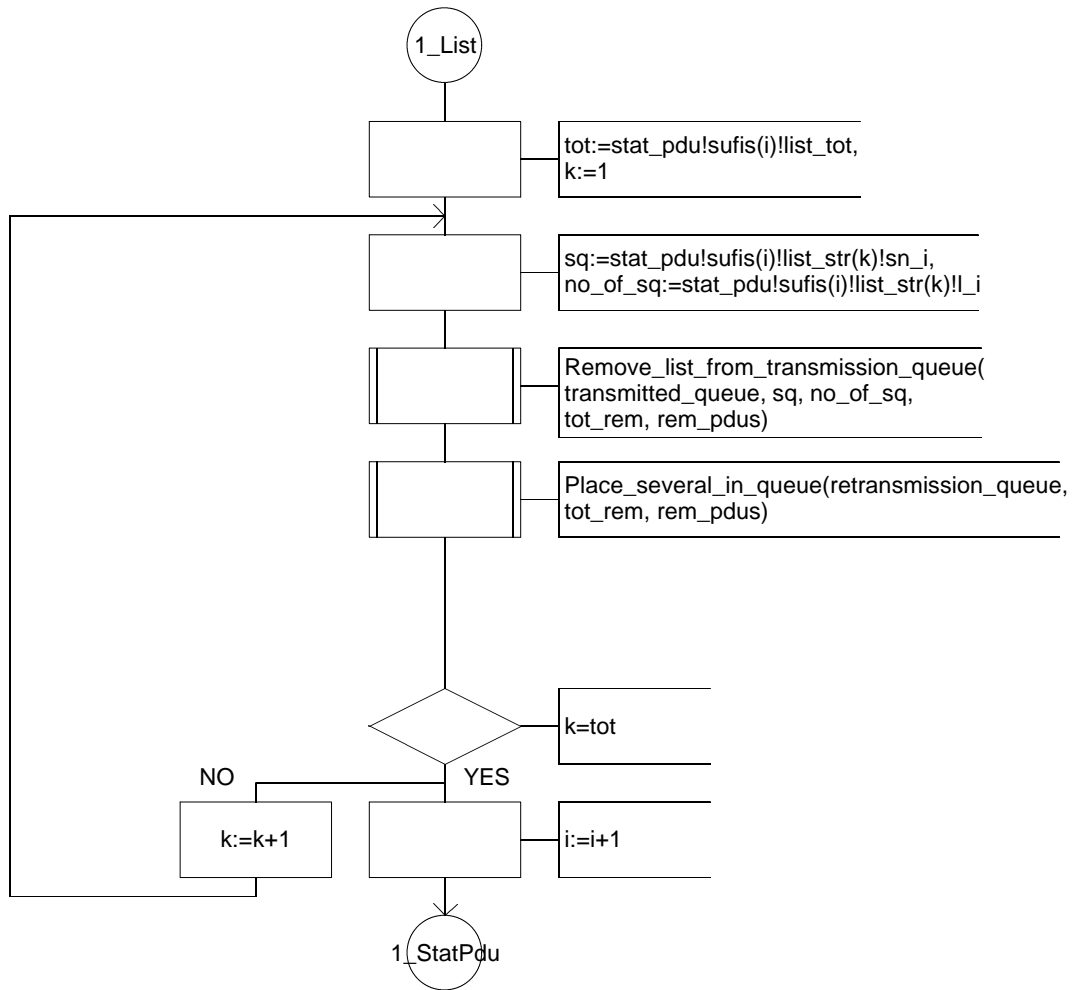 1_List
tot:=stat_pdu!sufis(i)!list_tot,
k:=1
sq:=stat_pdu!sufis(i)!list_str(k)!sn_i,
no_of_sq:=stat_pdu!sufis(i)!list_str(k)!l_i
Remove_list_from_transmission_queue(
transmitted_queue, sq, no_of_sq,
tot_rem, rem_pdus)
Place_several_in_queue(retransmission_queue,
tot_rem, rem_pdus)
k=tot
NO
YES
k:=k+1
i:=i+1
1_StatPdu